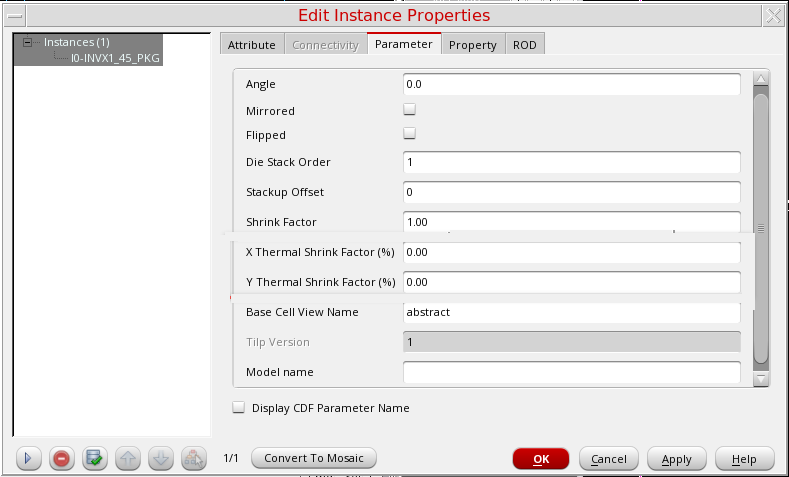 Edit Instance Properties
Instances (1)
I0-INVX1_45_PKG
Attribute Connectivity Parameter Property ROD
Angle 0.0
Mirrored
Flipped
Die Stack Order 1
Stackup Offset 0
Shrink Factor 1.00
X Thermal Shrink Factor (%) 0.00
Y Thermal Shrink Factor (%) 0.00
Base Cell View Name abstract
Tilp Version 1
Model name
Display CDF Parameter Name
1/1 Convert To Mosaic OK Cancel Apply Help